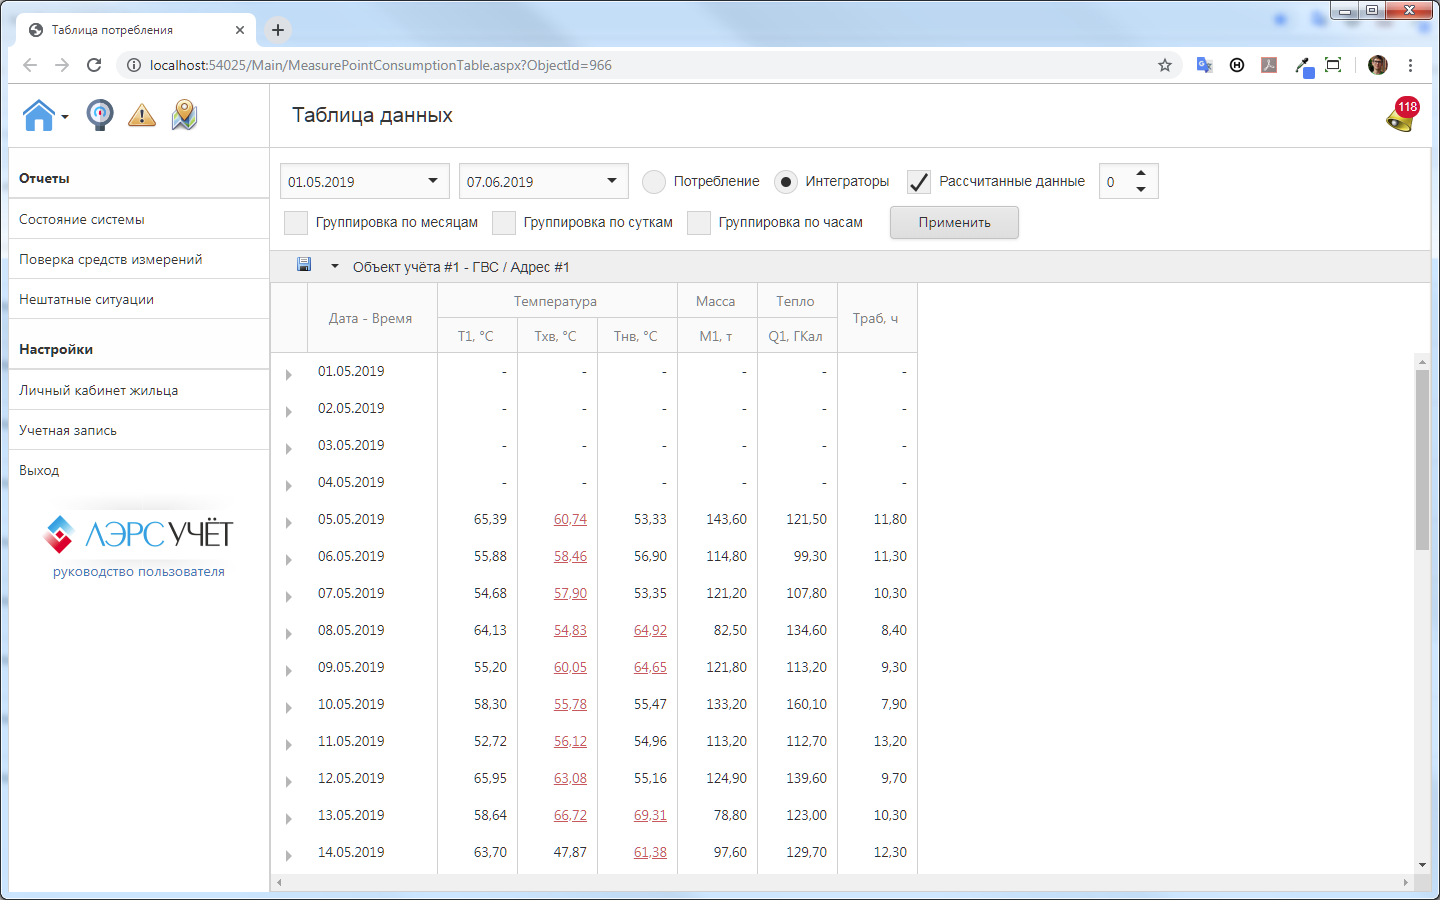 Таблица потребления
localhost:54025/Main/MeasurePointConsumptionTable.aspx?ObjectId=966
Таблица данных
118
Отчеты
Состояние системы
Поверка средств измерений
Нештатные ситуации
Настройки
Личный кабинет жильца
Учетная запись
Выход
ЛЭРС УЧЁТ
руководство пользователя
01.05.2019 07.06.2019 Потребление Интеграторы Рассчитанные данные 0
Группировка по месяцам Группировка по суткам Группировка по часам Применить
Объект учёта #1 - ГВС / Адрес #1
Дата - Время Температура Масса Тепло Траб, ч
T1, °C Tхв, °C Tнв, °C M1, т Q1, ГКал
01.05.2019 - - - - - -
02.05.2019 - - - - - -
03.05.2019 - - - - - -
04.05.2019 - - - - - -
05.05.2019 65,39 60,74 53,33 143,60 121,50 11,80
06.05.2019 55,88 58,46 56,90 114,80 99,30 11,30
07.05.2019 54,68 57,90 53,35 121,20 107,80 10,30
08.05.2019 64,13 54,83 64,92 82,50 134,60 8,40
09.05.2019 55,20 60,05 64,65 121,80 113,20 9,30
10.05.2019 58,30 55,78 55,47 133,20 160,10 7,90
11.05.2019 52,72 56,12 54,96 113,20 112,70 13,20
12.05.2019 65,95 63,08 55,16 124,90 139,60 9,70
13.05.2019 58,64 66,72 69,31 78,80 123,00 10,30
14.05.2019 63,70 47,87 61,38 97,60 129,70 12,30